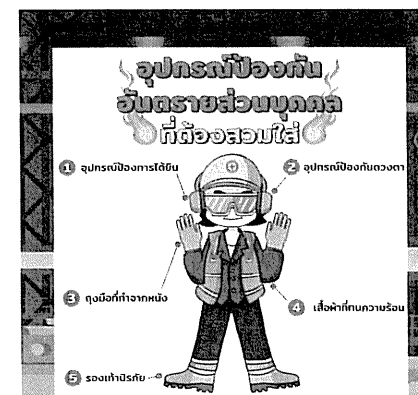 อุปกรณ์ป้องกัน
อันตรายส่วนบุคคล
ที่ต้องสวมใส่
1 อุปกรณ์ป้องการได้ยิน
2 อุปกรณ์ป้องกันดวงตา
3 ถุงมือที่ทำจากหนัง
4 เสื้อผ้าที่ทนความร้อน
5 รองเท้านิรภัย